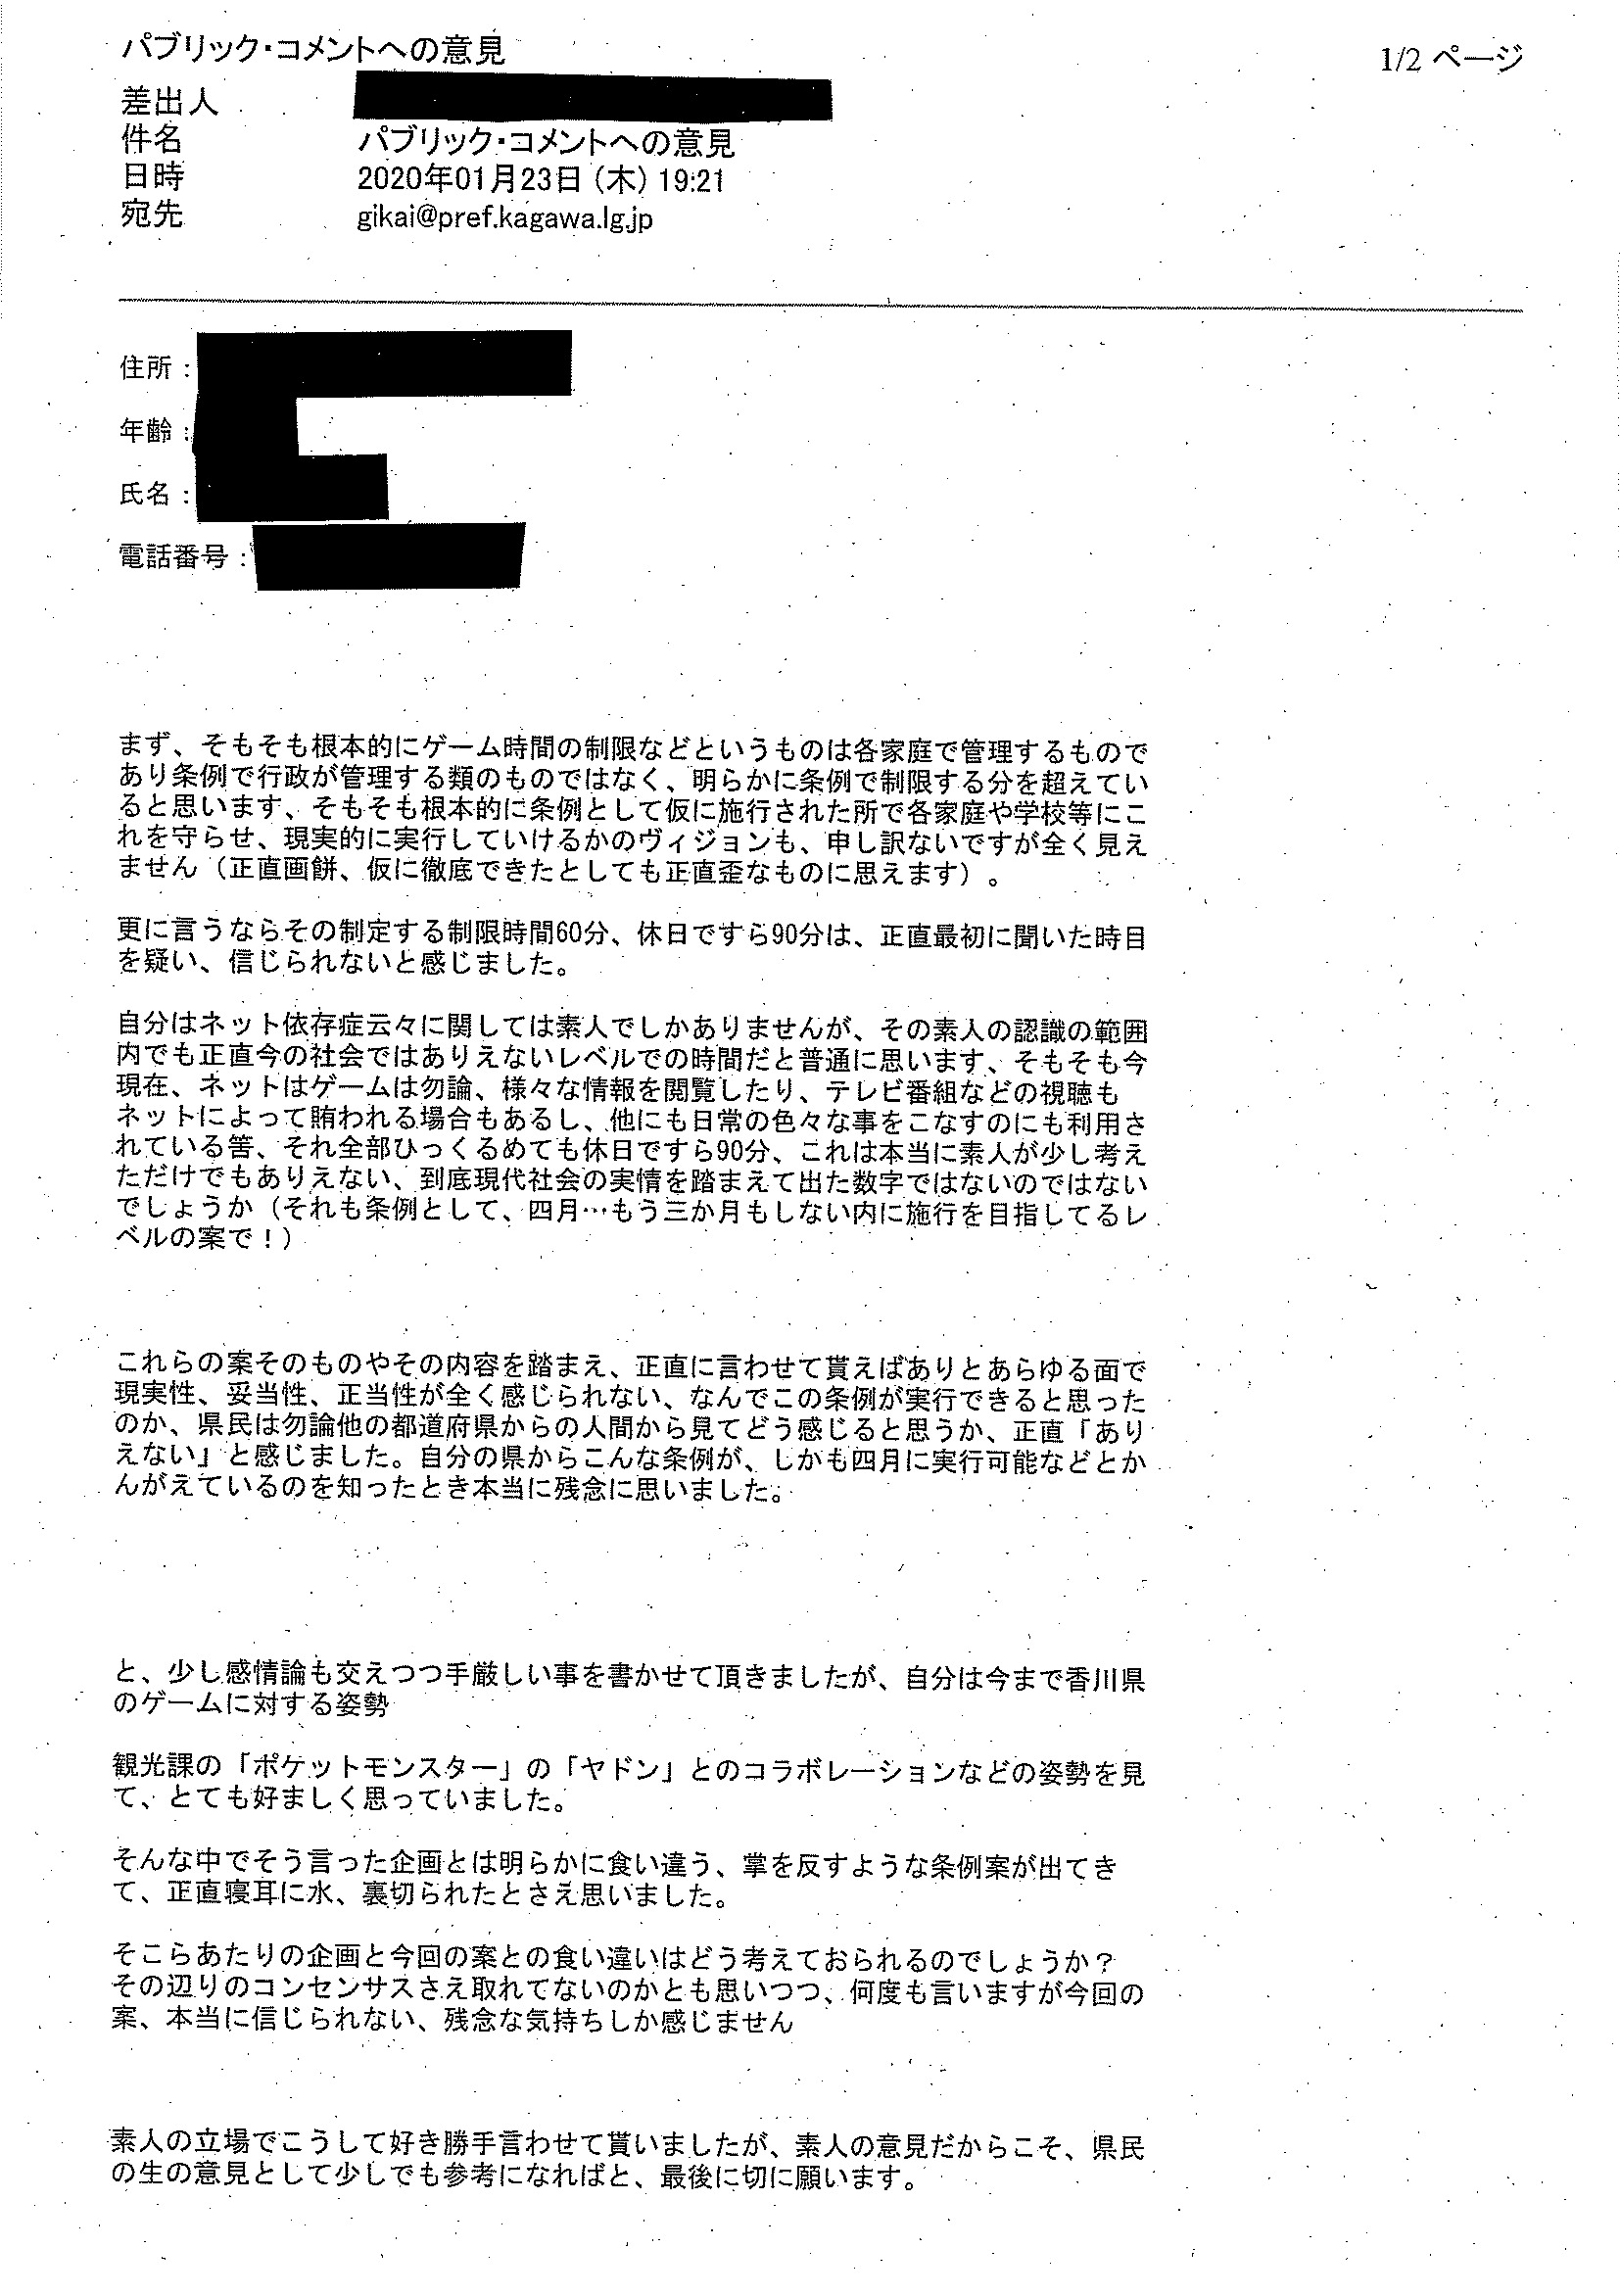 パブリック・コメントへの意見
1/2 ページ
差出人
件名 パブリック・コメントへの意見
日時 2020年01月23日（木）19:21
宛先 gikai@pref.kagawa.lg.jp
住所：
年齢：
氏名：
電話番号：
まず、そもそも根本的にゲーム時間の制限などというものは各家庭で管理するもので
あり条例で行政が管理する類のものではなく、明らかに条例で制限する分を超えてい
ると思います、そもそも根本的に条例として仮に施行された所で各家庭や学校等にこ
れを守らせ、現実的に実行していけるかのヴィジョンも、申し訳ないですが全く見え
ません（正直画餅、仮に徹底できたとしても正直歪なものに思えます）。
更に言うならその制定する制限時間60分、休日ですら90分は、正直最初に聞いた時目
を疑い、信じられないと感じました。
自分はネット依存症云々に関しては素人でしかありませんが、その素人の認識の範囲
内でも正直今の社会ではありえないレベルでの時間だと普通に思います、そもそも今
現在、ネットはゲームは勿論、様々な情報を閲覧したり、テレビ番組などの視聴も
ネットによって賄われる場合もあるし、他にも日常の色々な事をこなすのにも利用さ
れている筈、それ全部ひっくるめても休日ですら90分、これは本当に素人が少し考え
ただけでもありえない、到底現代社会の実情を踏まえて出た数字ではないのではない
でしょうか（それも条例として、四月…もう三か月もしない内に施行を目指してるレ
ベルの案で！）
これらの案そのものやその内容を踏まえ、正直に言わせて貰えばありとあらゆる面で
現実性、妥当性、正当性が全く感じられない、なんでこの条例が実行できると思った
のか、県民は勿論他の都道府県からの人間から見てどう感じると思うか、正直「あり
えない」と感じました。自分の県からこんな条例が、しかも四月に実行可能などとか
んがえているのを知ったとき本当に残念に思いました。
と、少し感情論も交えつつ手厳しい事を書かせて頂きましたが、自分は今まで香川県
のゲームに対する姿勢
観光課の「ポケットモンスター」の「ヤドン」とのコラボレーションなどの姿勢を見
て、とても好ましく思っていました。
そんな中でそう言った企画とは明らかに食い違う、掌を反すような条例案が出てき
て、正直寝耳に水、裏切られたとさえ思いました。
そこらあたりの企画と今回の案との食い違いはどう考えておられるのでしょうか？
その辺りのコンセンサスさえ取れてないのかとも思いつつ、何度も言いますが今回の
案、本当に信じられない、残念な気持ちしか感じません
素人の立場でこうして好き勝手言わせて貰いましたが、素人の意見だからこそ、県民
の生の意見として少しでも参考になればと、最後に切に願います。